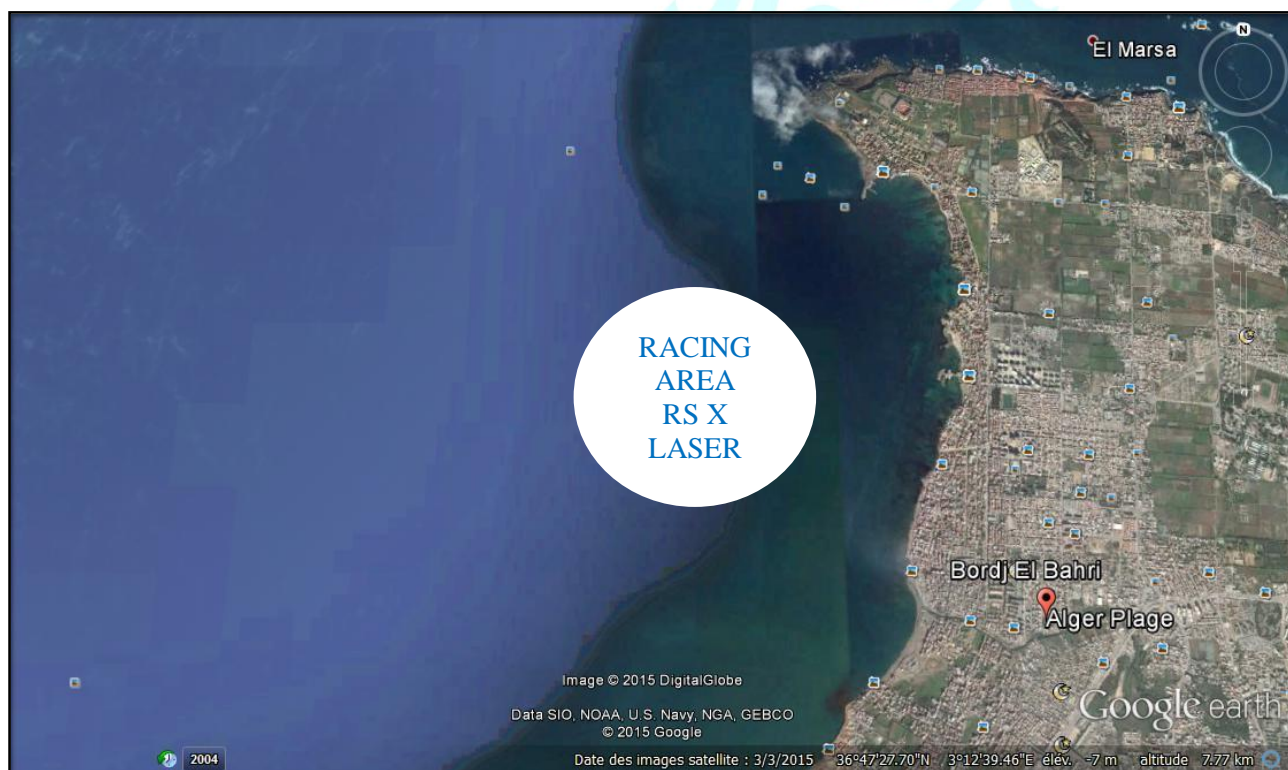 N
El Marsa
RACING
AREA
RS X
LASER
Bordj El Bahri
Alger Plage
Image © 2015 DigitalGlobe
Data SIO, NOAA, U.S. Navy, NGA, GEBCO
© 2015 Google
Google earth
2004
Date des images satellite : 3/3/2015 36°47'27.70"N 3°12'39.46"E élév. -7 m altitude 7.77 km